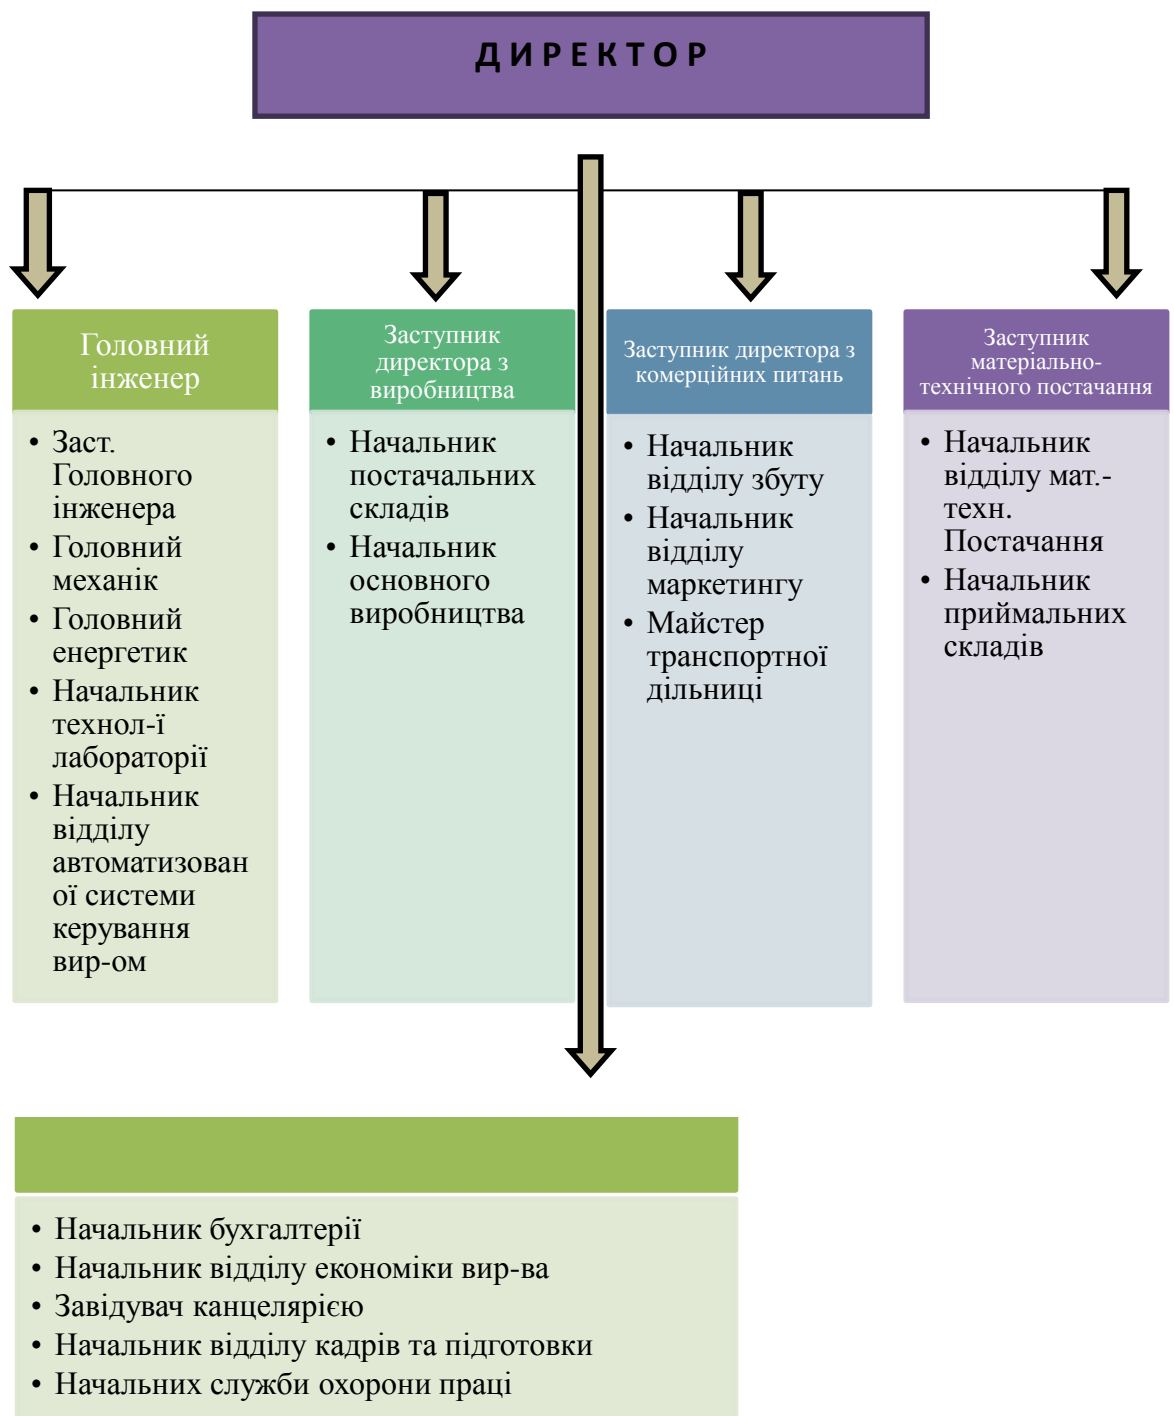 ДИРЕКТОР
Головний
інженер
• Заст.
Головного
інженера
• Головний
механік
• Головний
енергетик
• Начальник
технол-ї
лабораторії
• Начальник
відділу
автоматизован
ої системи
керування
вир-ом
Заступник
директора з
виробництва
• Начальник
постачальних
складів
• Начальник
основного
виробництва
Заступник директора з
комерційних питань
• Начальник
відділу збуту
• Начальник
відділу
маркетингу
• Майстер
транспортної
дільниці
Заступник
матеріально-
технічного постачання
• Начальник
відділу мат.-
техн.
Постачання
• Начальник
приймальних
складів
• Начальник бухгалтерії
• Начальник відділу економіки вир-ва
• Завідувач канцелярією
• Начальник відділу кадрів та підготовки
• Начальних служби охорони праці